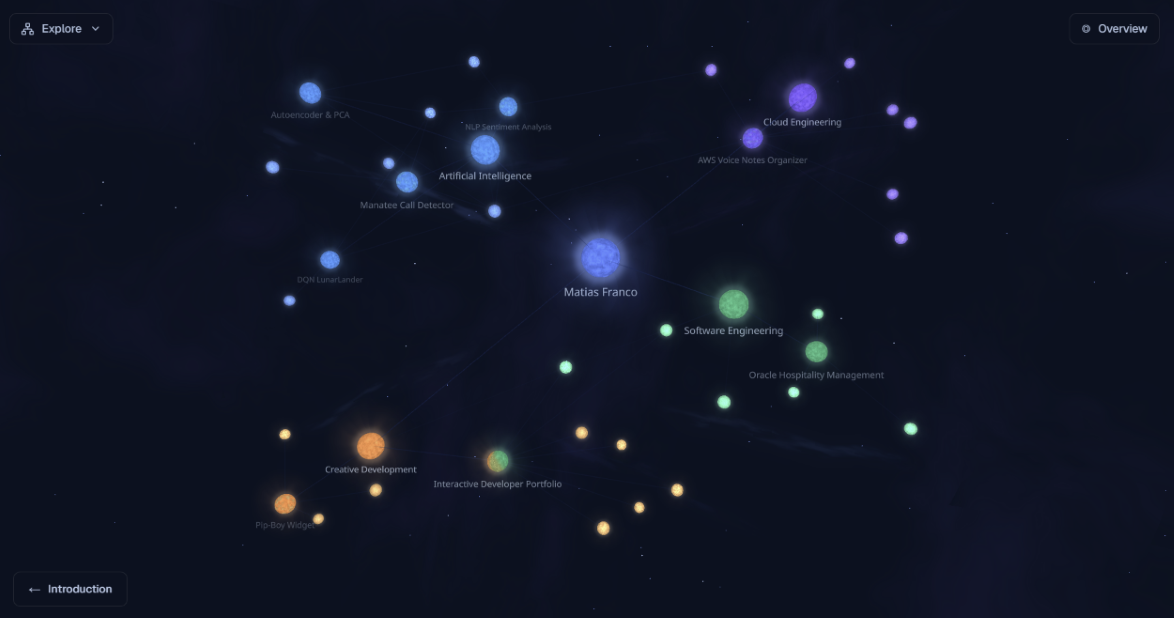 Explore
Overview
Autoencoder & PCA
NLP Sentiment Analysis
Cloud Engineering
AWS Voice Notes Organizer
Artificial Intelligence
Manatee Call Detector
DQN LunarLander
Matias Franco
Software Engineering
Oracle Hospitality Management
Creative Development
Interactive Developer Portfolio
Pip-Boy Widget
← Introduction